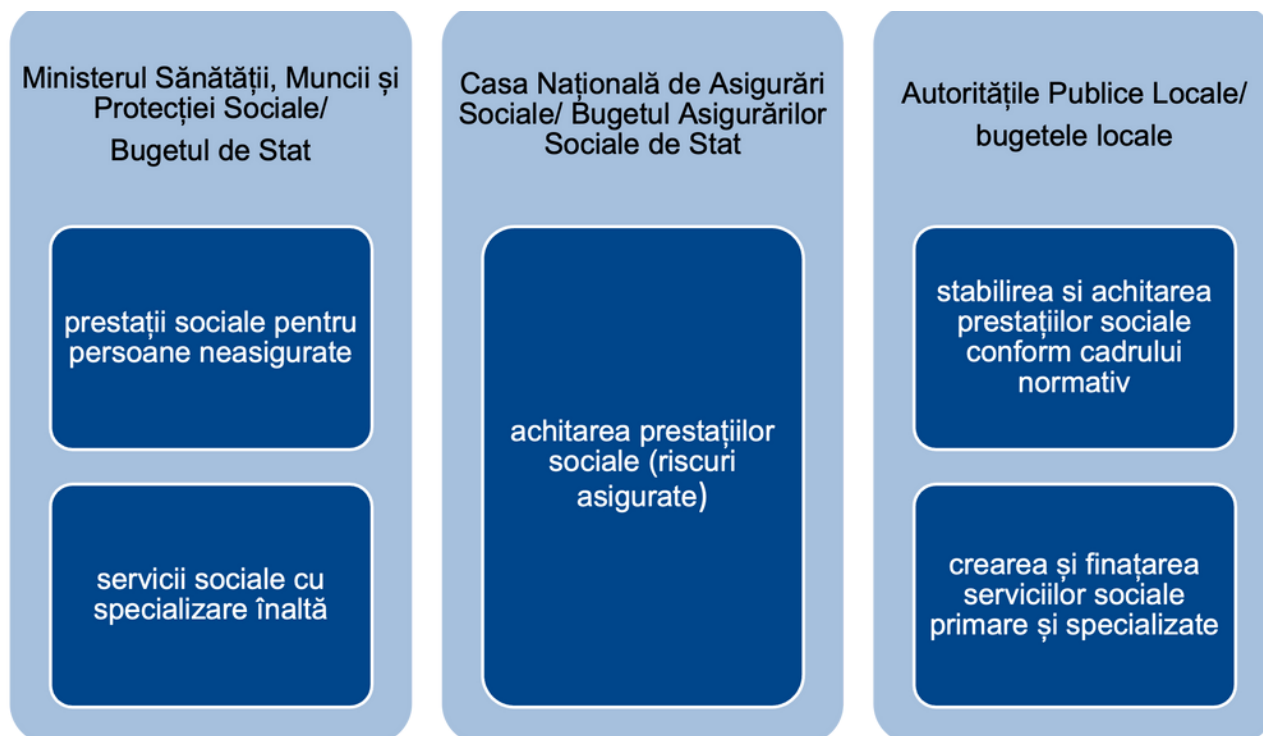 Ministerul Sănătății, Muncii și
Protecției Sociale/
Bugetul de Stat
prestații sociale pentru
persoane neasigurate
servicii sociale cu
specializare înaltă
Casa Națională de Asigurări
Sociale/ Bugetul Asigurărilor
Sociale de Stat
achitarea prestațiilor
sociale (riscuri
asigurate)
Autoritățile Publice Locale/
bugetele locale
stabilirea si achitarea
prestațiilor sociale
conform cadrului
normativ
crearea și finațarea
serviciilor sociale
primare și specializate